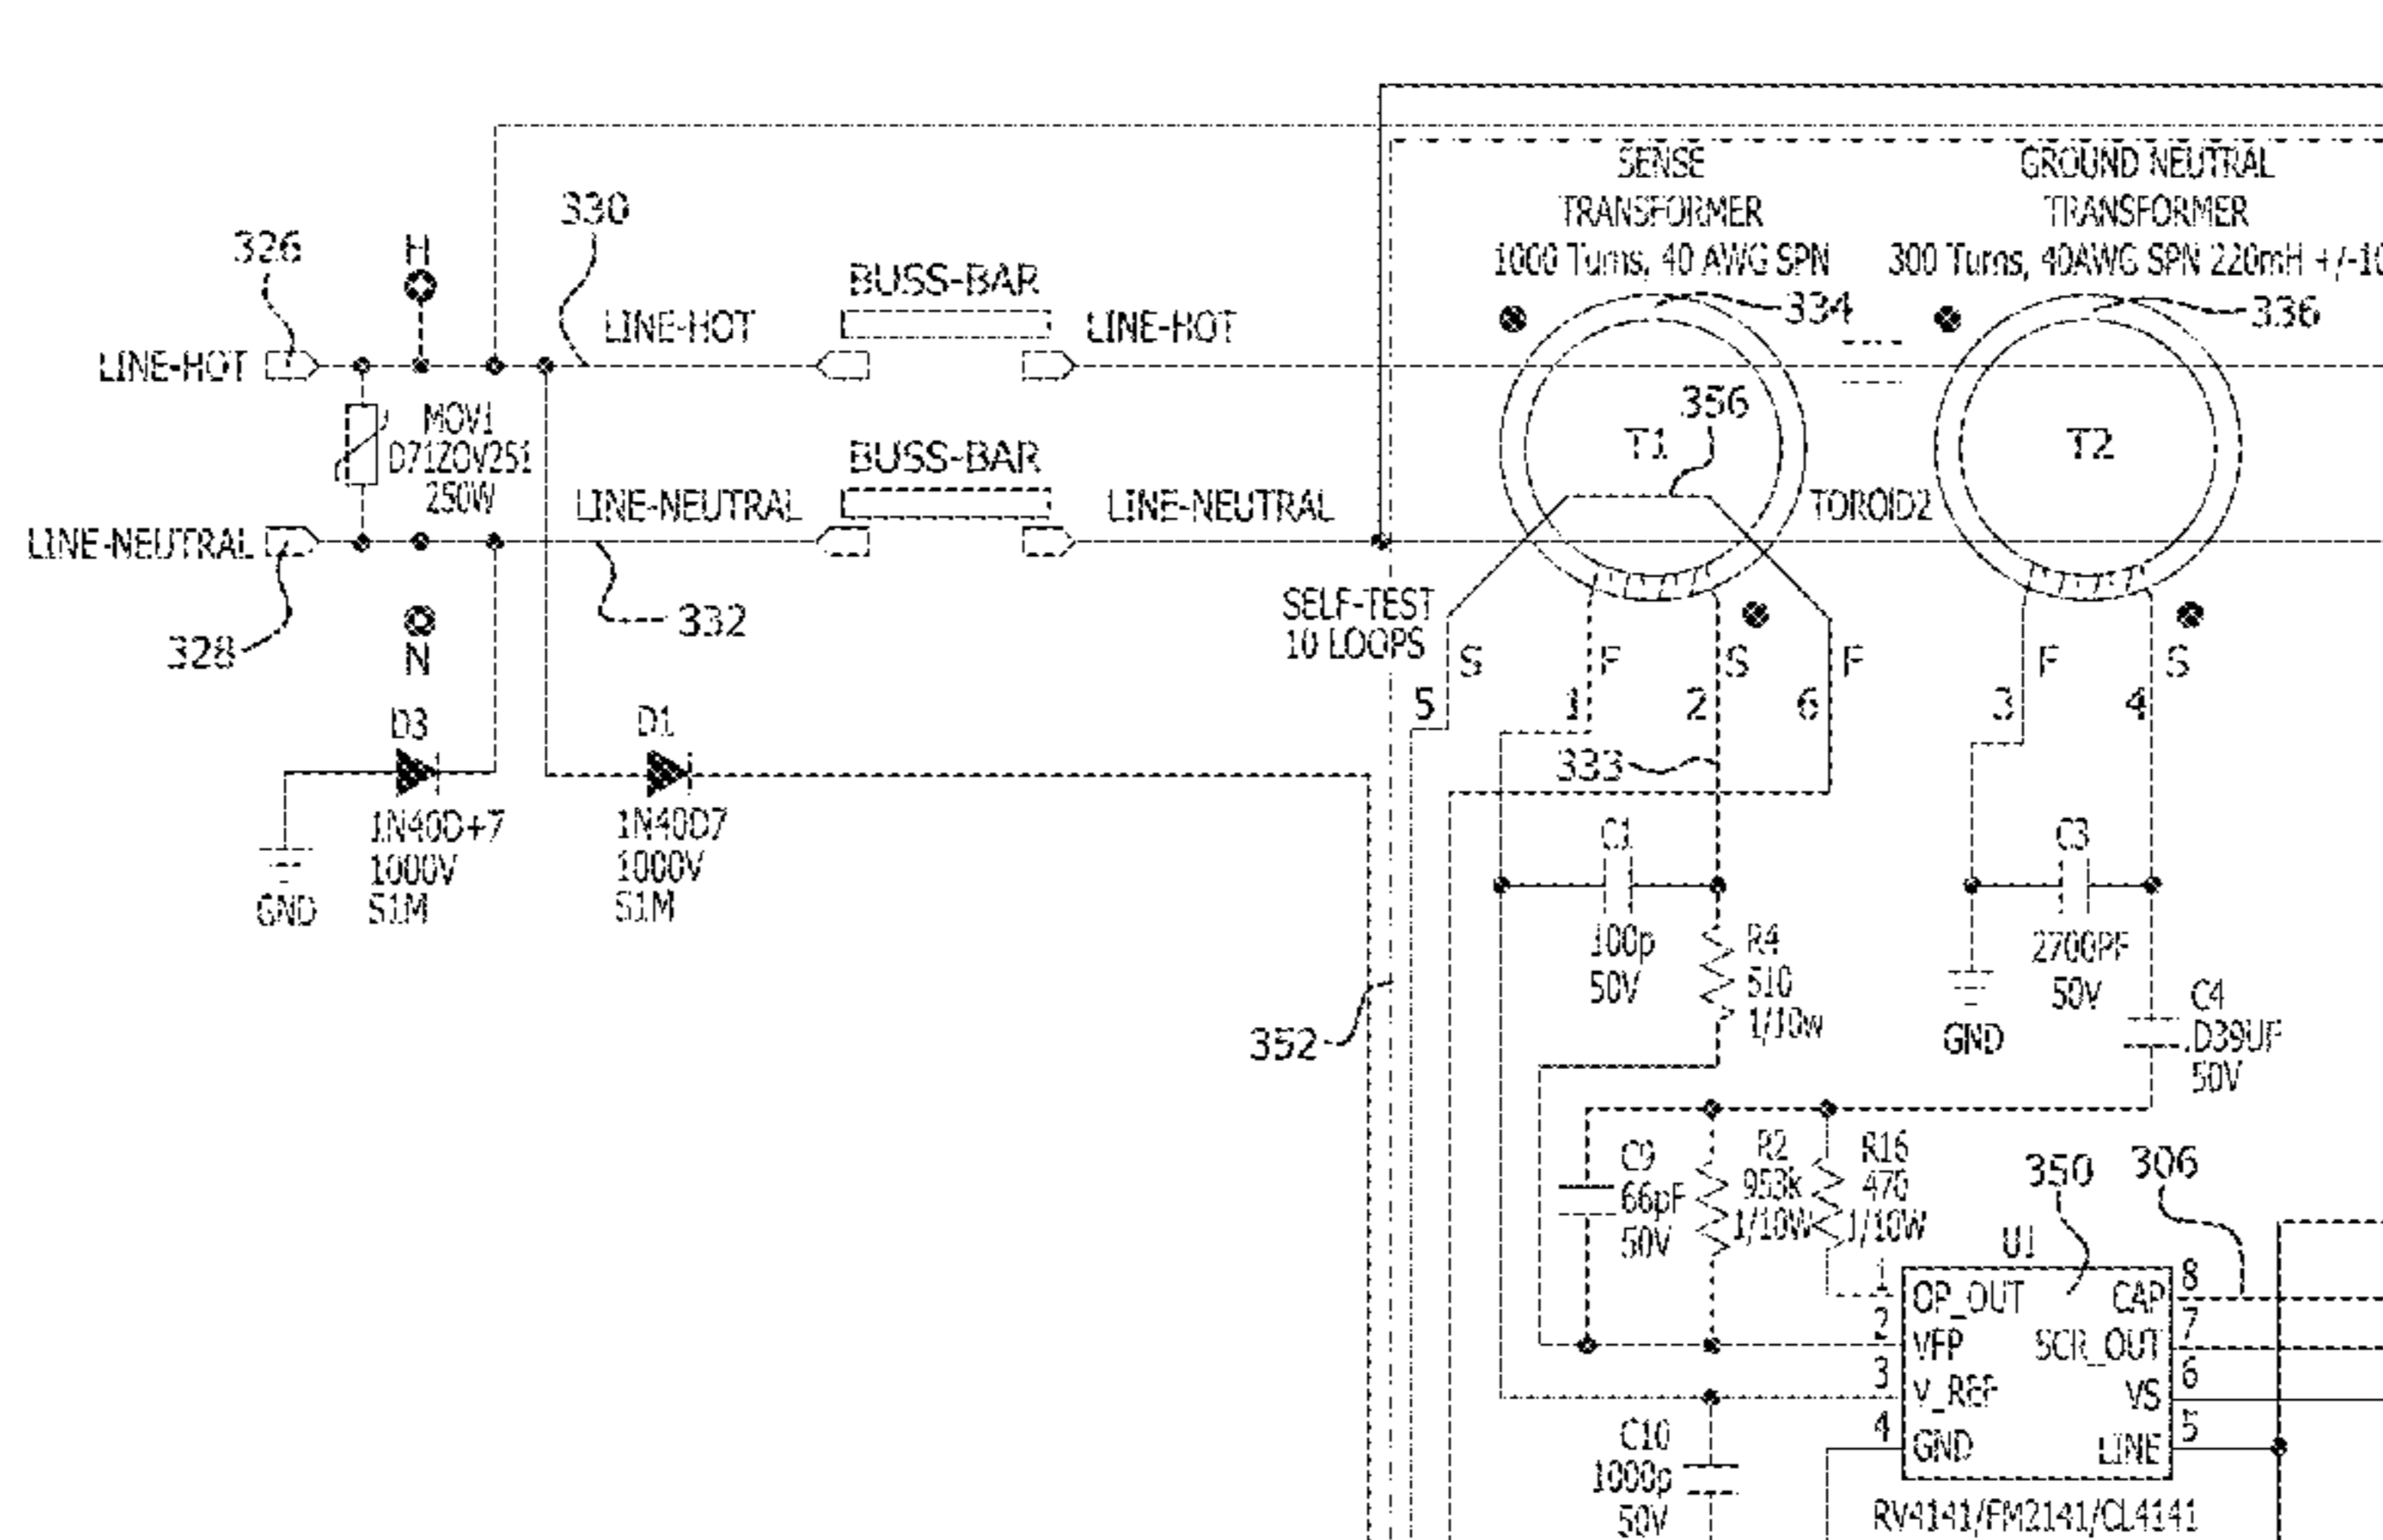 SENSE
TRANSFORMER
1000 Turns, 40 AWG SPN
GROUND NEUTRAL
TRANSFORMER
300 Turns, 40AWG SPN 220mH +/-10
326
H
330
BUSS-BAR
334
336
LINE-HOT
LINE-HOT
LINE-HOT
356
MOV1
D71ZOV251
250W
T1
T2
BUSS-BAR
LINE-NEUTRAL
LINE-NEUTRAL
LINE-NEUTRAL
TOROID2
328
N
332
SELF-TEST
10 LOOPS
S
F
S
F
F
S
5
1
2
6
3
4
D3
D1
333
1N40D+7
1000V
S1M
GND
1N40D7
1000V
S1M
C1
100p
50V
R4
510
1/10w
C3
2700PF
50V
GND
C4
.D39UF
50V
352
C9
66pF
50V
R2
953k
1/10W
R16
470
1/10W
350
306
U1
1
OP_OUT
CAP
8
2
VFP
SCR_OUT
7
3
V_REF
VS
6
4
GND
LINE
5
C10
1000p
50V
RV4141/FM2141/CL4141